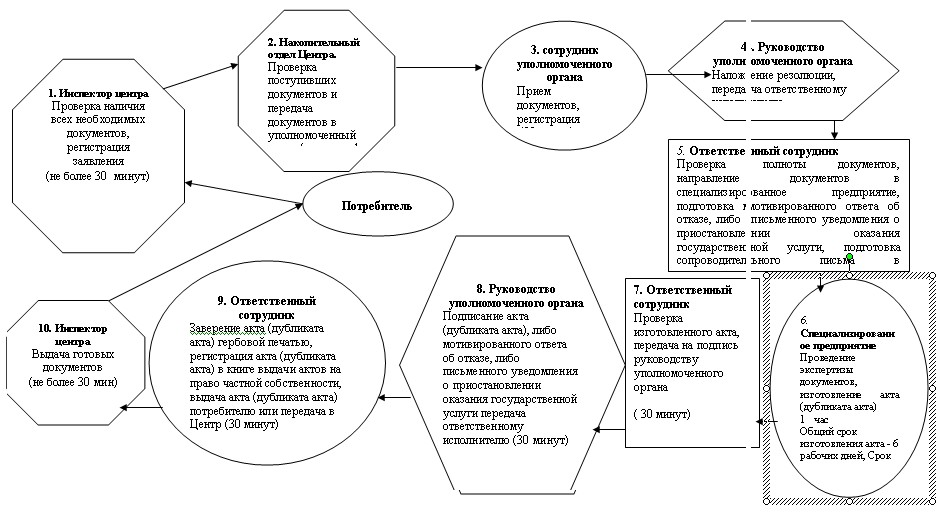 1. Инспектор центра
Проверка наличия
всех необходимых
документов,
регистрация
заявления
(не более 30 минут)
2. Накопительный
отдел Центра.
Проверка
поступивших
документов и
передача
документов в
уполномоченный
3. сотрудник
уполномоченного
органа
Прием
документов,
регистрация
4. Руководство
уполномоченного органа
Наложение резолюции,
передача ответственному
5. Ответственный сотрудник
Проверка полноты документов,
направление документов в
специализированное предприятие,
подготовка мотивированного ответа об
отказе, либо письменного уведомления о
приостановлении оказания
государственной услуги, подготовка
сопроводительного письма в
Потребитель
6.
Специализированн
ое предприятие
Проведение
экспертизы
документов,
изготовление акта
(дубликата акта)
1 час
Общий срок
изготовления акта - 6
рабочих дней, Срок
7. Ответственный
сотрудник
Проверка
изготовленного акта,
передача на подпись
руководству
уполномоченного
органа
( 30 минут)
8. Руководство
уполномоченного органа
Подписание акта
(дубликата акта), либо
мотивированного ответа
об отказе, либо
письменного уведомления
о приостановлении
оказания государственной
услуги передача
ответственному
исполнителю (30 минут)
9. Ответственный
сотрудник
Заверение акта (дубликата
акта) гербовой печатью,
регистрация акта (дубликата
акта) в книге выдачи актов на
право частной собственности,
выдача акта (дубликата акта)
потребителю или передача в
Центр (30 минут)
10. Инспектор
центра
Выдача готовых
документов
(не более 30 мин)